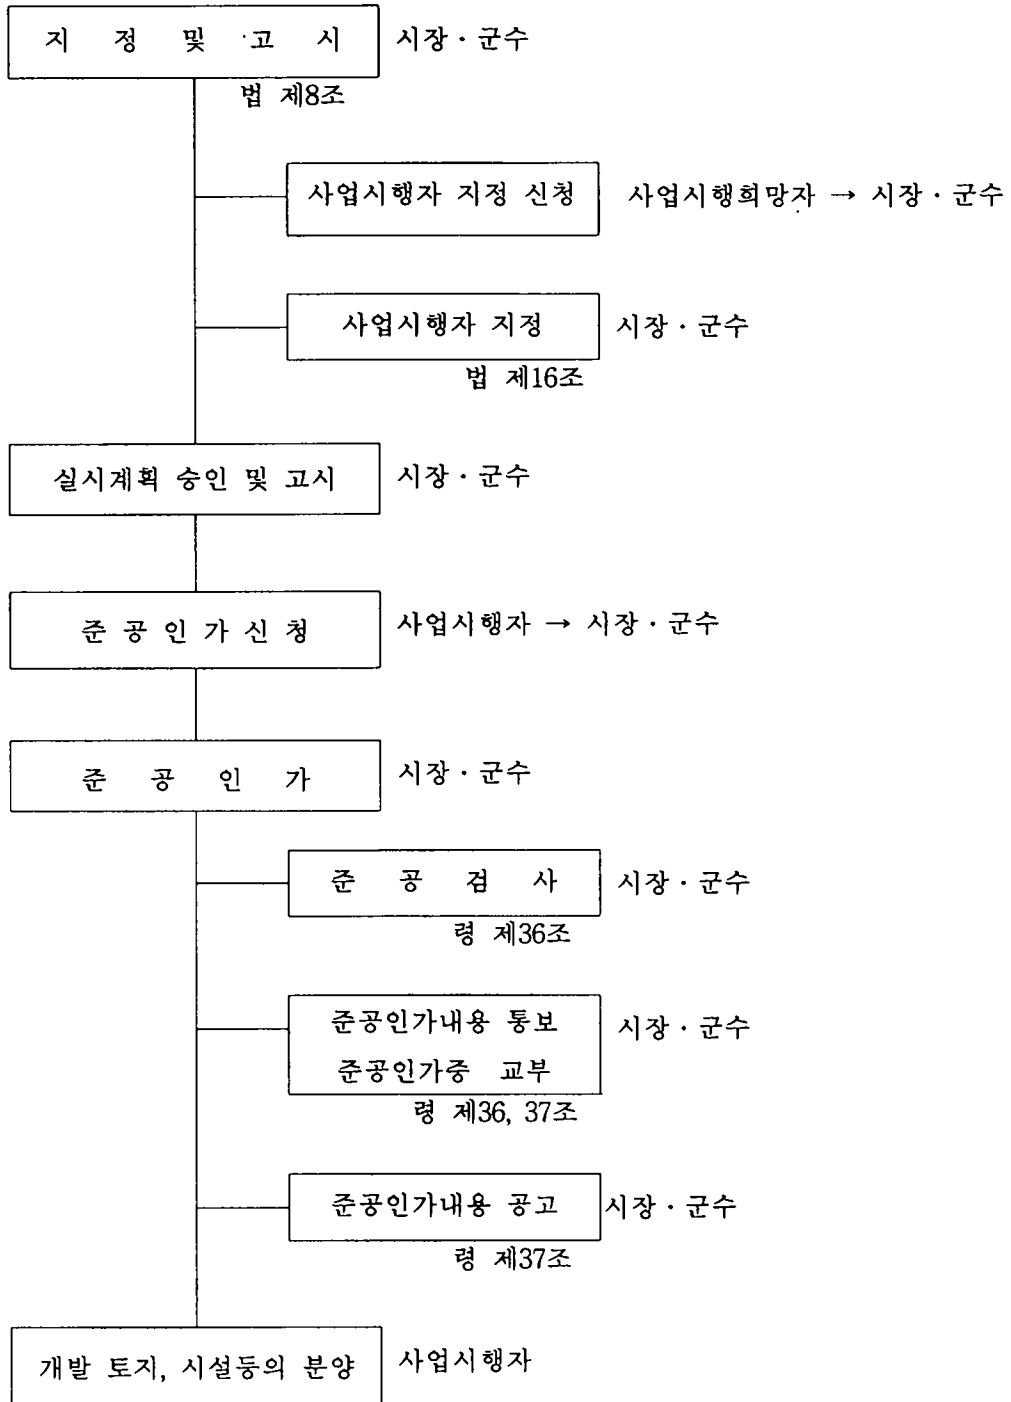 지 정 및 고 시 시장·군수
법 제8조
사업시행자 지정 신청 사업시행희망자 → 시장·군수
사업시행자 지정 시장·군수
법 제16조
실시계획 승인 및 고시 시장·군수
준 공 인 가 신 청 사업시행자 → 시장·군수
준 공 인 가 시장·군수
준 공 검 사 시장·군수
령 제36조
준공인가내용 통보 시장·군수
준공인가증 교부
령 제36, 37조
준공인가내용 공고 시장·군수
령 제37조
개발 토지, 시설등의 분양 사업시행자